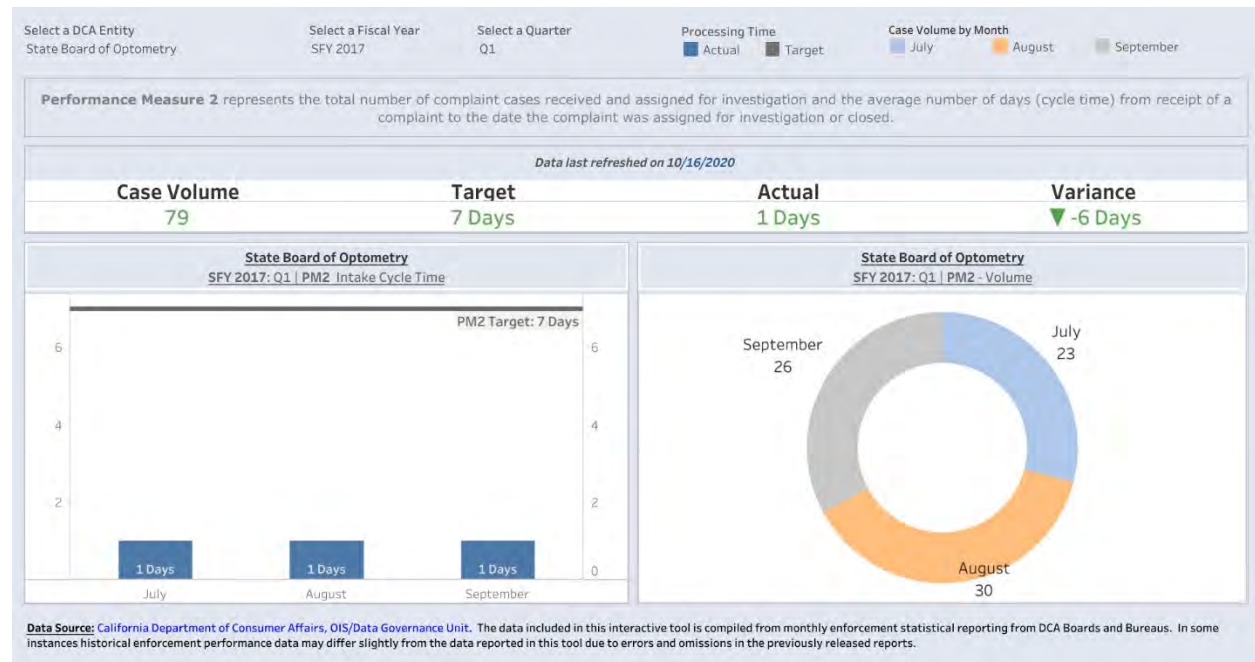 Select a DCA Entity
State Board of Optometry
Select a Fiscal Year
SFY 2017
Select a Quarter
Q1
Processing Time
Actual Target
Case Volume by Month
July August September
Performance Measure 2 represents the total number of complaint cases received and assigned for investigation and the average number of days (cycle time) from receipt of a
complaint to the date the complaint was assigned for investigation or closed.
Data last refreshed on 10/16/2020
Case Volume Target Actual Variance
79 7 Days 1 Days ▼ -6 Days
State Board of Optometry
SFY 2017: Q1 | PM2 Intake Cycle Time
PM2 Target: 7 Days
6 6
4 4
2 2
1 Days 1 Days 1 Days 0
July August September
State Board of Optometry
SFY 2017: Q1 | PM2 - Volume
July
23
September
26
August
30
Data Source: California Department of Consumer Affairs, OIS/Data Governance Unit. The data included in this interactive tool is compiled from monthly enforcement statistical reporting from DCA Boards and Bureaus. In some
instances historical enforcement performance data may differ slightly from the data reported in this tool due to errors and omissions in the previously released reports.